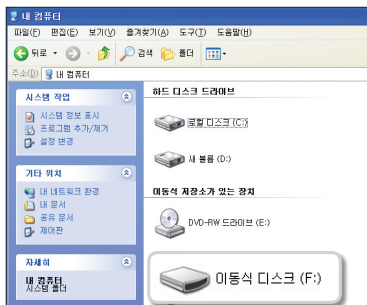 내 컴퓨터
파일(F) 편집(E) 보기(V) 즐겨찾기(A) 도구(T) 도움말(H)
뒤로 검색 폴더
주소(D) 내 컴퓨터
시스템 작업
시스템 정보 표시
프로그램 추가/제거
설정 변경
기타 위치
내 네트워크 환경
내 문서
공유 문서
제어판
자세히
내 컴퓨터
시스템 폴더
하드 디스크 드라이브
로컬 디스크 (C:)
새 볼륨 (D:)
이동식 저장소가 있는 장치
DVD-RW 드라이브 (E:)
이동식 디스크 (F:)